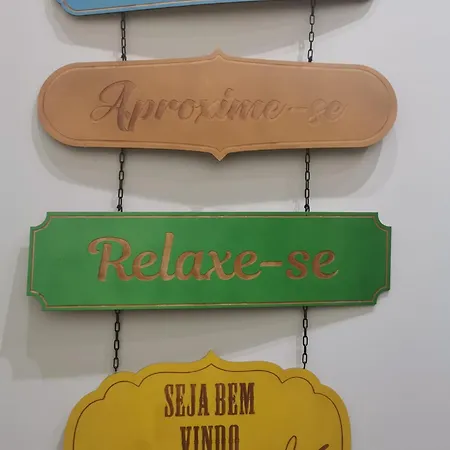 Aproxime-se
Relaxe-se
SEJA BEM
VINDO